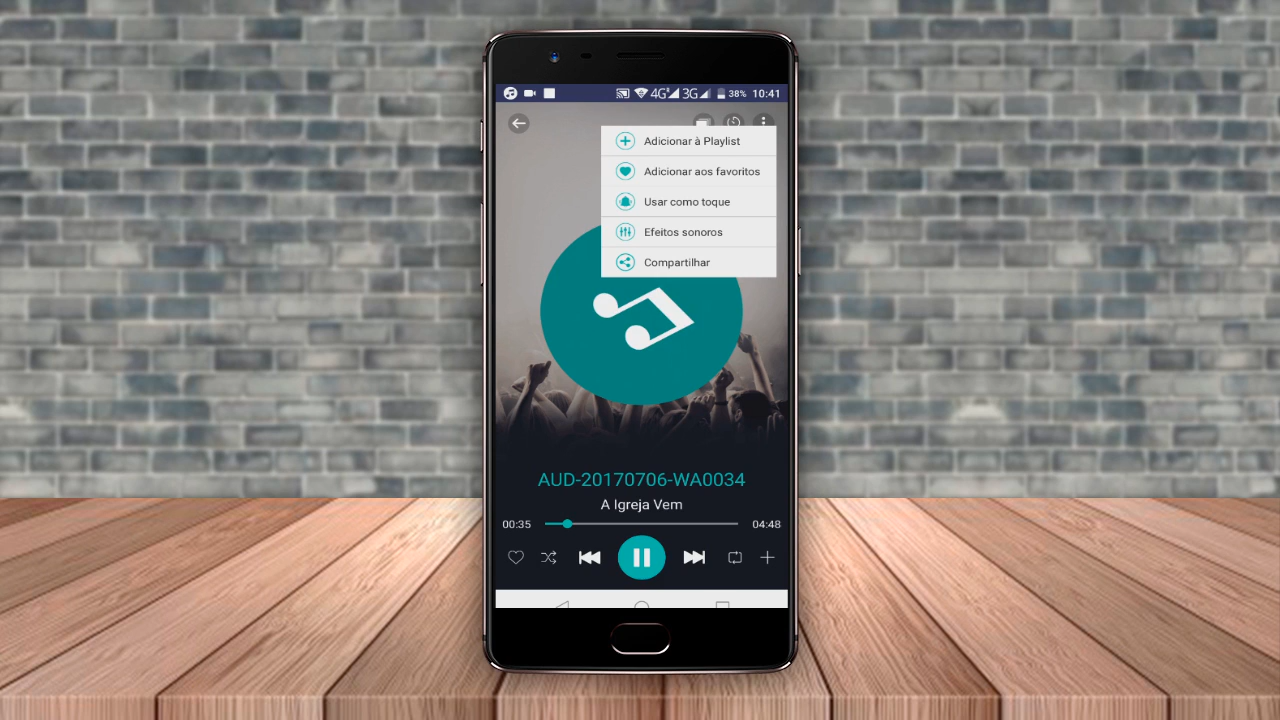 4G 3G 38% 10:41
Adicionar à Playlist
Adicionar aos favoritos
Usar como toque
Efeitos sonoros
Compartilhar
AUD-20170706-WA0034
A Igreja Vem
00:35 04:48